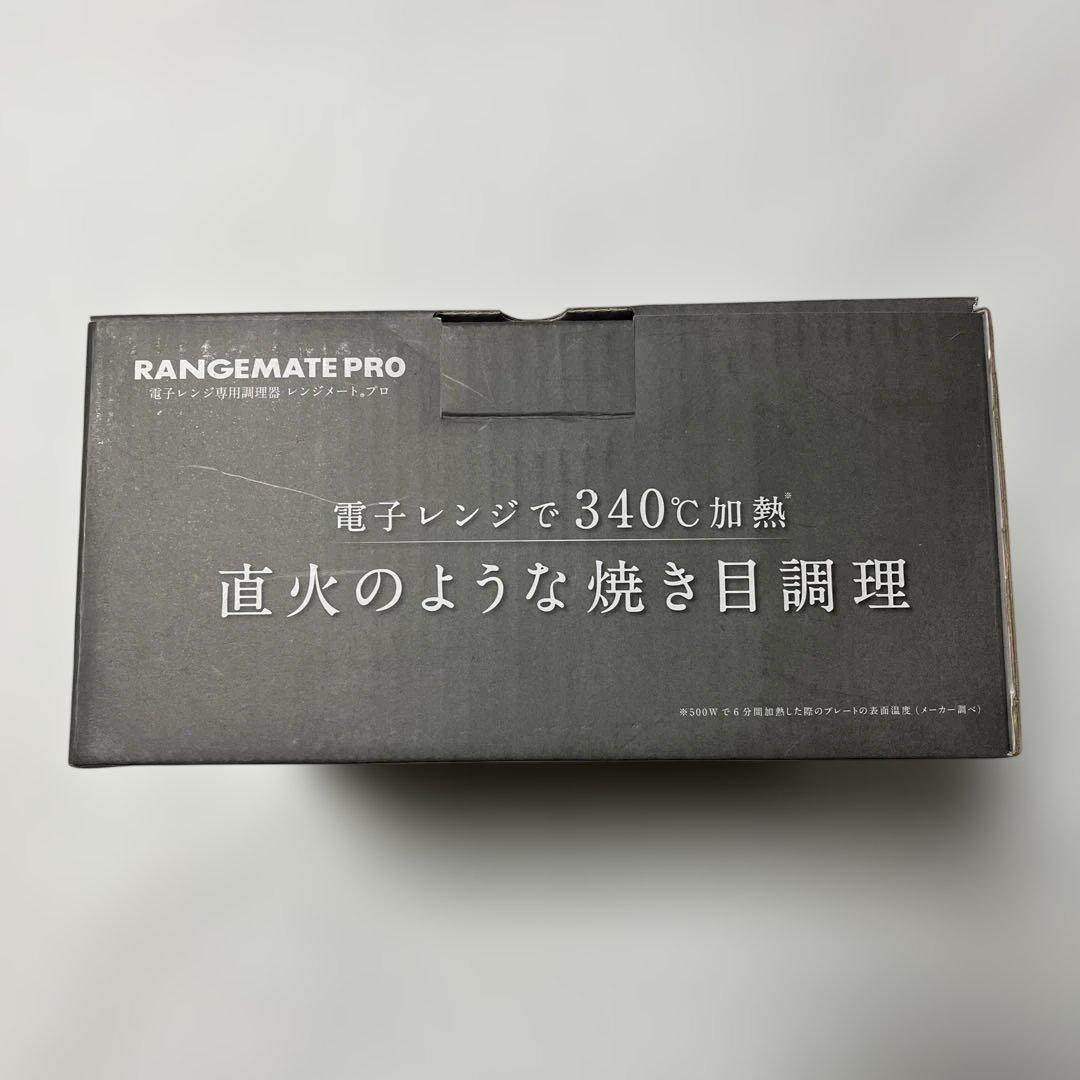 RANGEMATE PRO
電子レンジ専用調理器 レンジメート®プロ
電子レンジで 340℃加熱※
直火のような焼き目調理
※500Wで6分間加熱した際のプレートの表面温度(メーカー調べ)